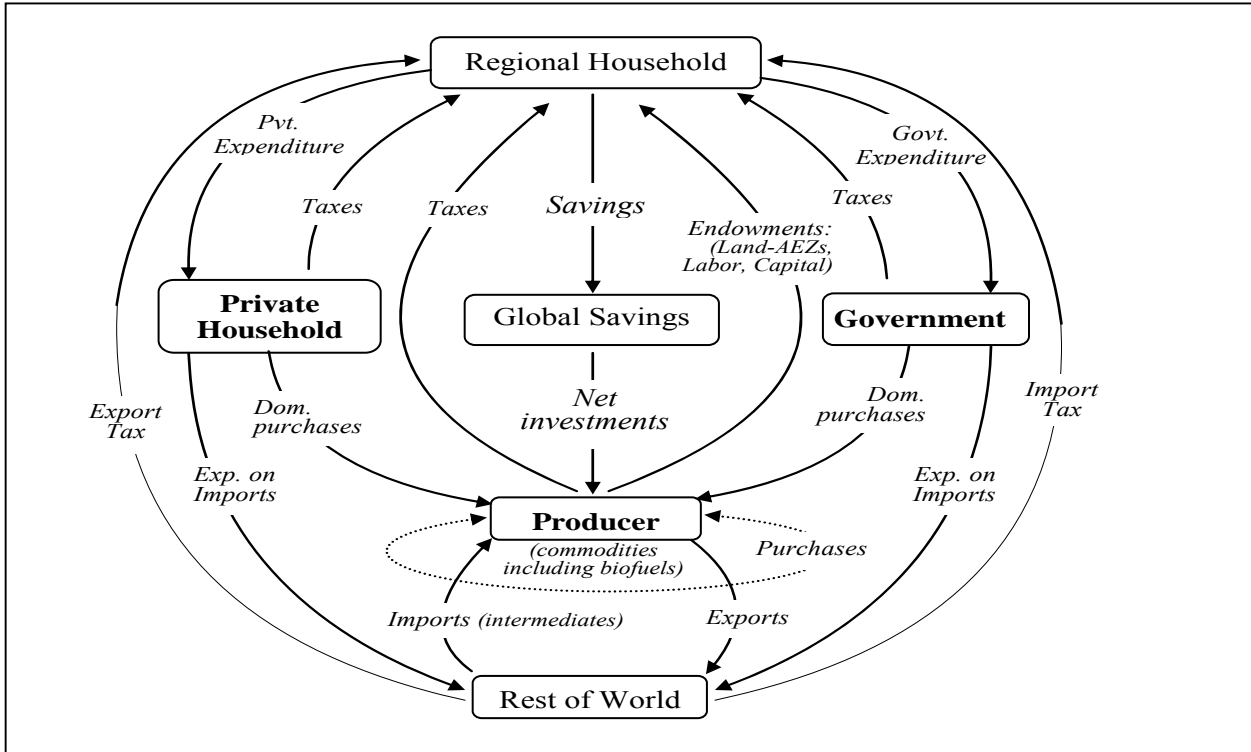 Regional Household
Pvt.
Expenditure
Govt.
Expenditure
Taxes
Taxes
Savings
Taxes
Endowments:
(Land-AEZs,
Labor, Capital)
Private
Household
Global Savings
Government
Export
Tax
Dom.
purchases
Net
investments
Dom.
purchases
Import
Tax
Exp. on
Imports
Exp. on
Imports
Producer
(commodities
including biofuels)
Purchases
Imports (intermediates)
Exports
Rest of World